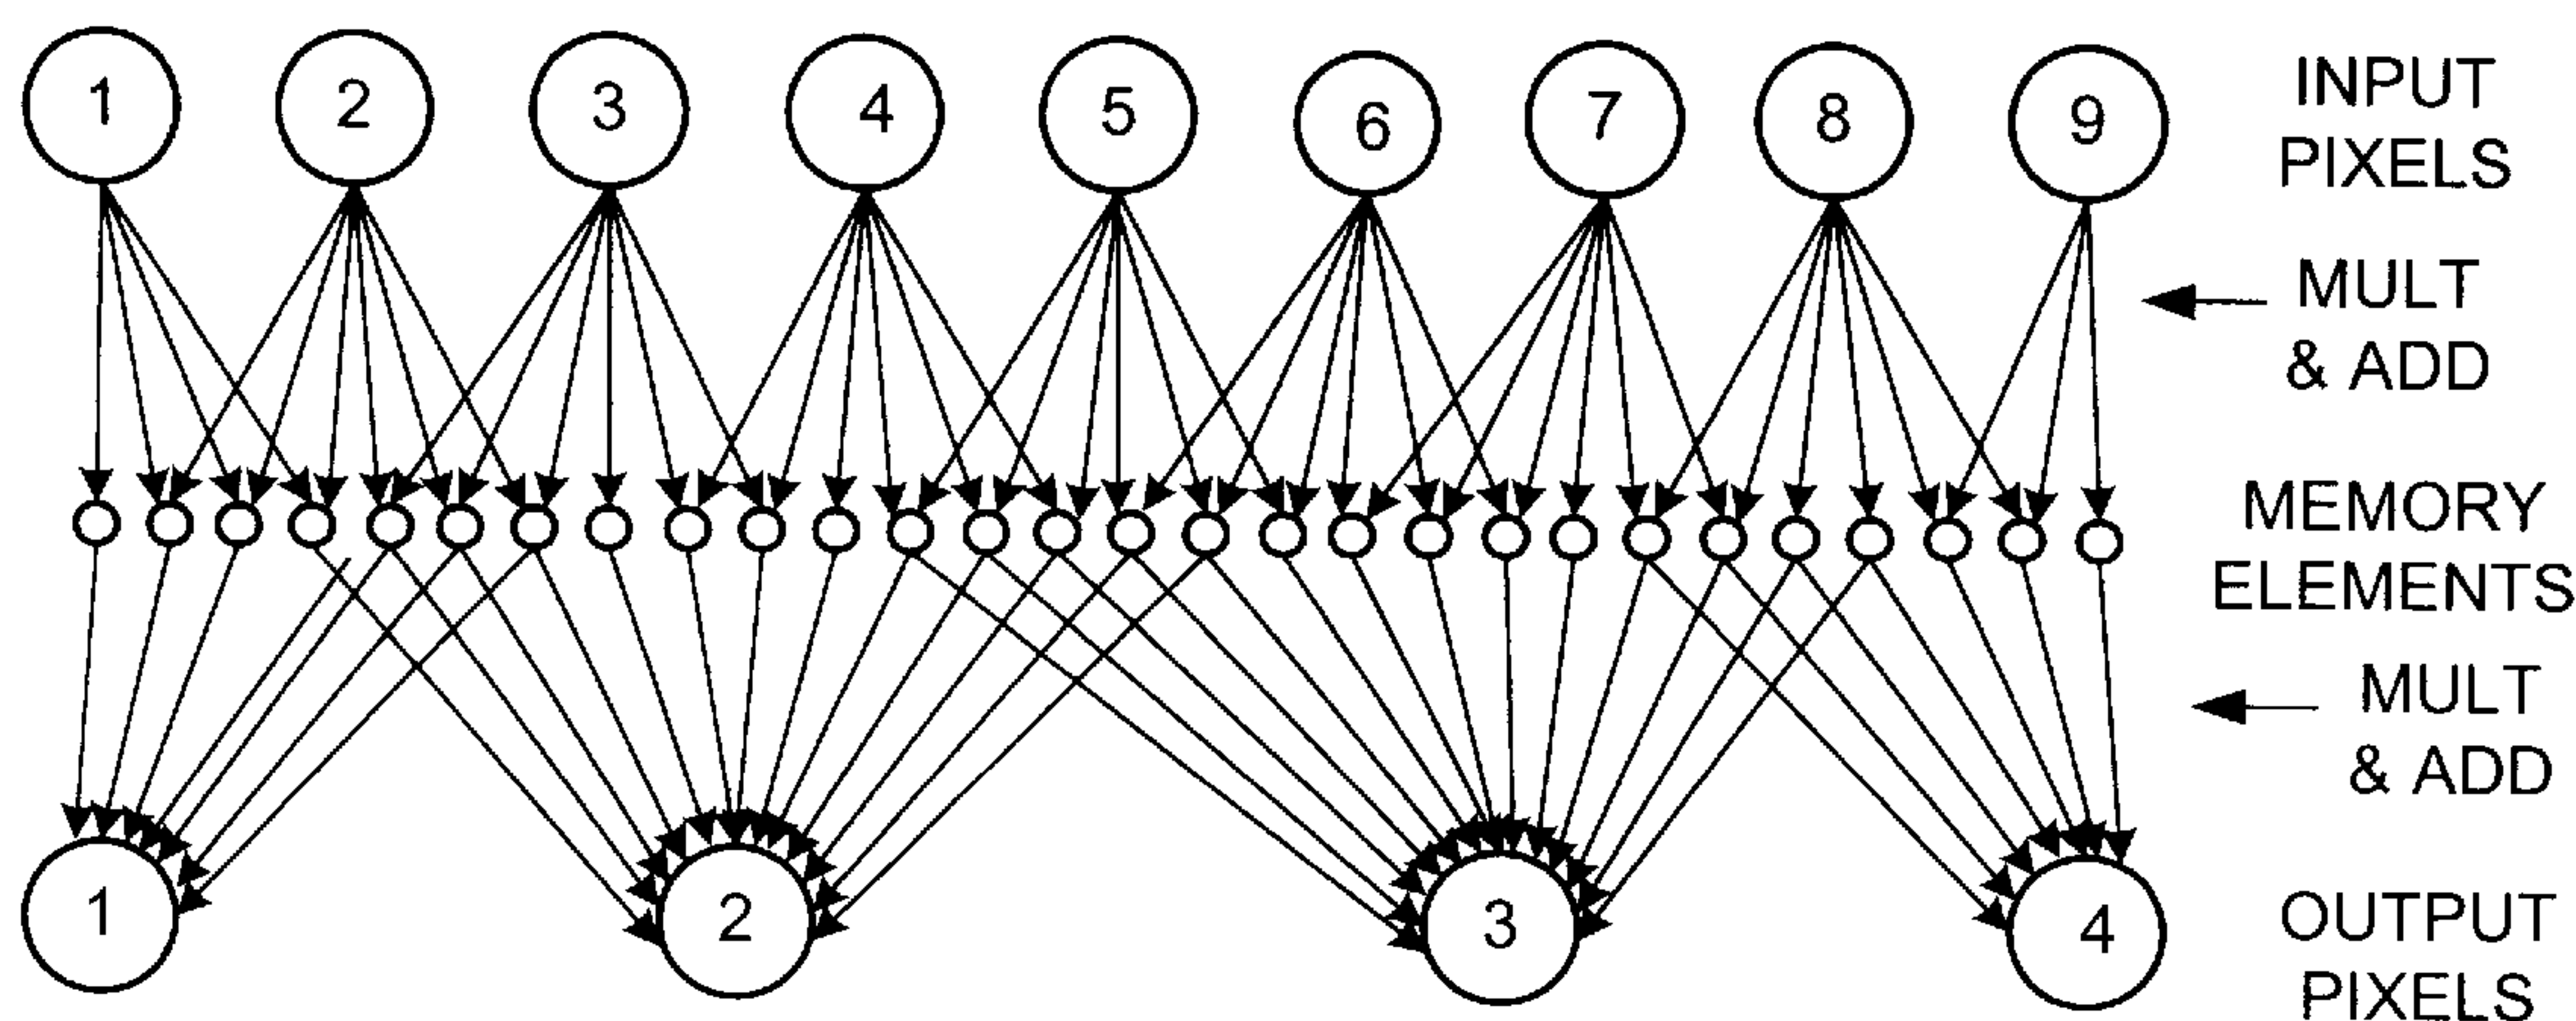 1 2 3 4 5 6 7 8 9
INPUT
PIXELS
MULT
& ADD
MEMORY
ELEMENTS
MULT
& ADD
1 2 3 4
OUTPUT
PIXELS